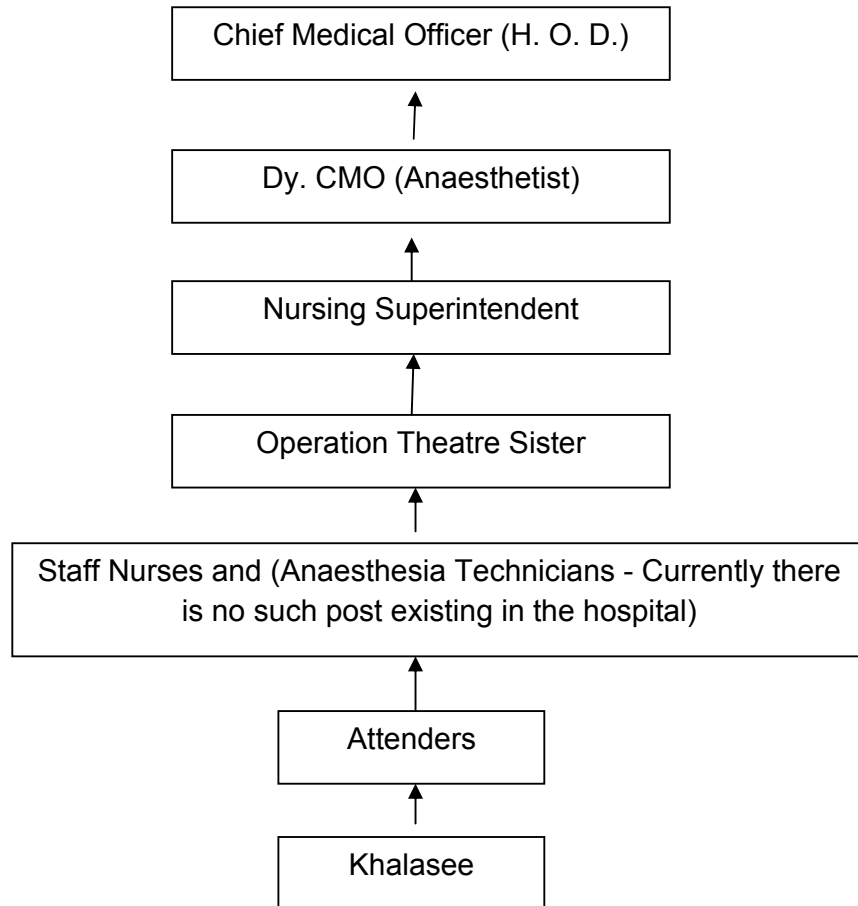 Chief Medical Officer (H. O. D.)
Dy. CMO (Anaesthetist)
Nursing Superintendent
Operation Theatre Sister
Staff Nurses and (Anaesthesia Technicians - Currently there
is no such post existing in the hospital)
Attenders
Khalasee